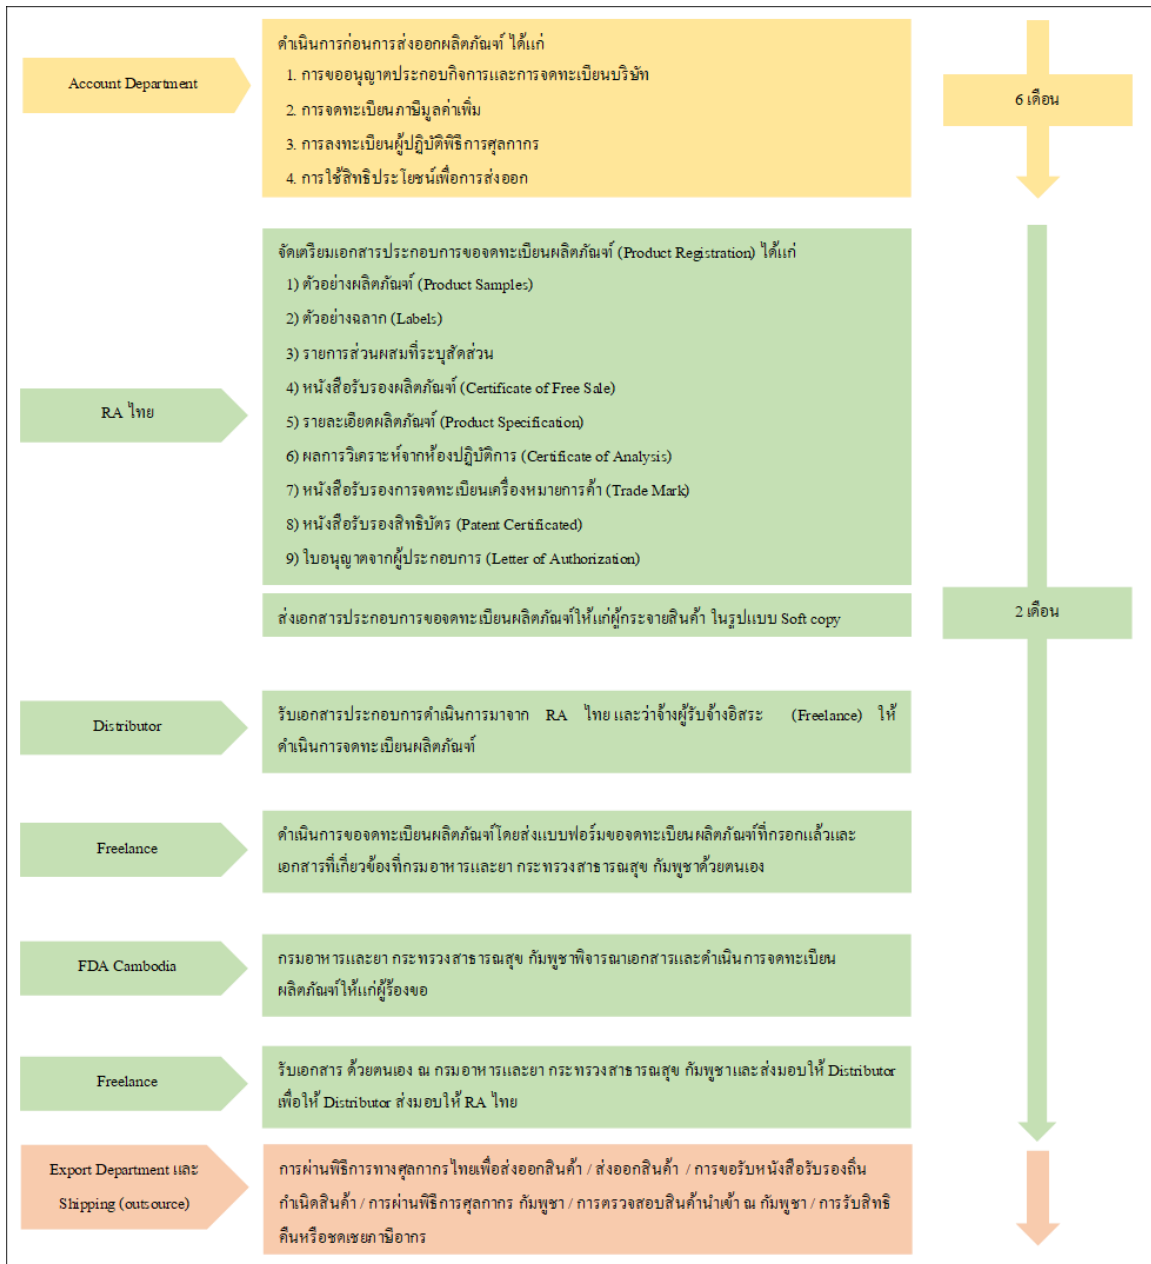 ดำเนินการก่อนการส่งออกผลิตภัณฑ์ ได้แก่
Account Department
1. การขออนุญาตประกอบกิจการและการจดทะเบียนบริษัท
2. การจดทะเบียนภาษีมูลค่าเพิ่ม
3. การลงทะเบียนผู้ปฏิบัติพิธีการศุลกากร
4. การใช้สิทธิประโยชน์เพื่อการส่งออก
6 เดือน
จัดเตรียมเอกสารประกอบการขอจดทะเบียนผลิตภัณฑ์ (Product Registration) ได้แก่
1) ตัวอย่างผลิตภัณฑ์ (Product Samples)
2) ตัวอย่างฉลาก (Labels)
3) รายการส่วนผสมที่ระบุสัดส่วน
4) หนังสือรับรองผลิตภัณฑ์ (Certificate of Free Sale)
RA ไทย
5) รายละเอียดผลิตภัณฑ์ (Product Specification)
6) ผลการวิเคราะห์จากห้องปฏิบัติการ (Certificate of Analysis)
7) หนังสือรับรองการจดทะเบียนเครื่องหมายการค้า (Trade Mark)
8) หนังสือรับรองสิทธิบัตร (Patent Certificated)
9) ใบอนุญาตจากผู้ประกอบการ (Letter of Authorization)
ส่งเอกสารประกอบการขอจดทะเบียนผลิตภัณฑ์ให้แก่ผู้กระจายสินค้า ในรูปแบบ Soft copy
2 เดือน
Distributor
รับเอกสารประกอบการดำเนินการมาจาก RA ไทย และว่าจ้างผู้รับจ้างอิสระ (Freelance) ให้
ดำเนินการจดทะเบียนผลิตภัณฑ์
Freelance
ดำเนินการขอจดทะเบียนผลิตภัณฑ์โดยส่งแบบฟอร์มขอจดทะเบียนผลิตภัณฑ์ที่กรอกแล้วและ
เอกสารที่เกี่ยวข้องที่กรมอาหารและยา กระทรวงสาธารณสุข กัมพูชาด้วยตนเอง
FDA Cambodia
กรมอาหารและยา กระทรวงสาธารณสุข กัมพูชาพิจารณาเอกสารและดำเนินการจดทะเบียน
ผลิตภัณฑ์ให้แก่ผู้ร้องขอ
Freelance
รับเอกสาร ด้วยตนเอง ณ กรมอาหารและยา กระทรวงสาธารณสุข กัมพูชาและส่งมอบให้ Distributor
เพื่อให้ Distributor ส่งมอบให้ RA ไทย
Export Department และ
Shipping (outsource)
การผ่านพิธีการทางศุลกากรไทยเพื่อส่งออกสินค้า / ส่งออกสินค้า / การขอรับหนังสือรับรองถิ่น
กำเนิดสินค้า / การผ่านพิธีการศุลกากร กัมพูชา / การตรวจสอบสินค้านำเข้า ณ กัมพูชา / การรับสิทธิ
คืนหรือชดเชยภาษีอากร